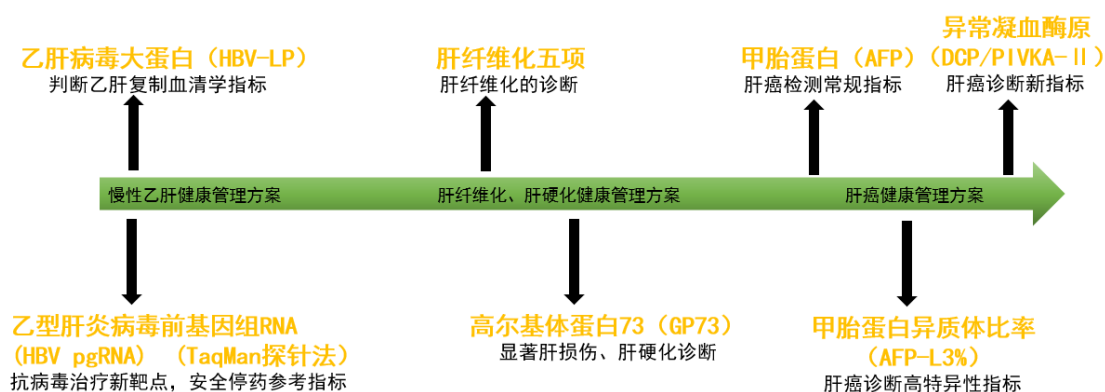 异常凝血酶原
乙肝病毒大蛋白（HBV-LP）
肝纤维化五项
甲胎蛋白（AFP）
(DCP/PIVKA-Ⅱ)
判断乙肝复制血清学指标
肝纤维化的诊断
肝癌检测常规指标
肝癌诊断新指标
慢性乙肝健康管理方案
肝纤维化、肝硬化健康管理方案
肝癌健康管理方案
乙型肝炎病毒前基因组RNA
(HBV pgRNA) (TaqMan探针法)
抗病毒治疗新靶点，安全停药参考指标
高尔基体蛋白73（GP73）
显著肝损伤、肝硬化诊断
甲胎蛋白异质体比率
(AFP-L3%)
肝癌诊断高特异性指标